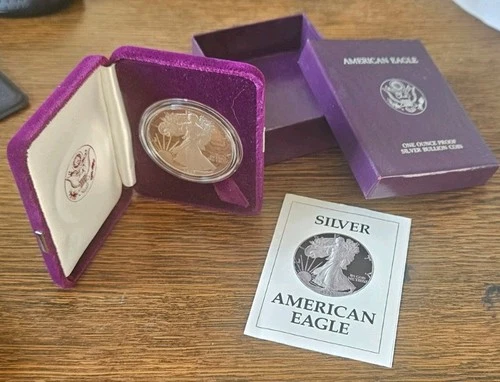 AMERICAN EAGLE
ONE OUNCE PROOF
SILVER BULLION COIN
SILVER
AMERICAN
EAGLE